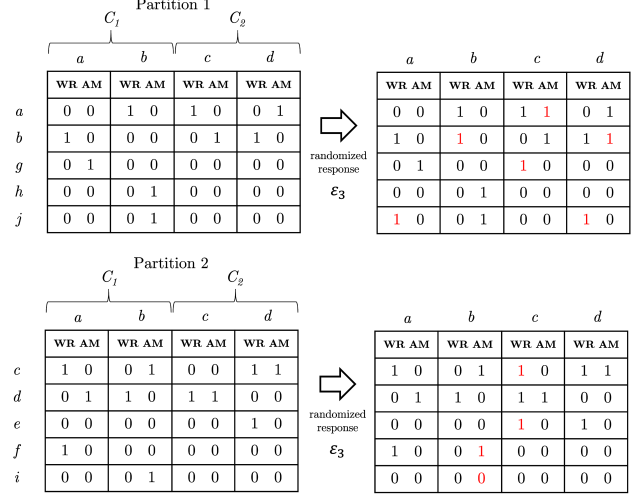 Partition 1
C1 C2
a b c d
WR AM WR AM WR AM WR AM
a 0 0 1 0 1 0 0 1
b 1 0 0 0 0 1 1 0
g 0 1 0 0 0 0 0 0
h 0 0 0 1 0 0 0 0
j 0 0 0 1 0 0 0 0
randomized
response
ε3
a b c d
WR AM WR AM WR AM WR AM
0 0 1 0 1 1 0 1
1 0 1 0 0 1 1 1
0 1 0 0 1 0 0 0
0 0 0 1 0 0 0 0
1 0 0 1 0 0 1 0
Partition 2
C1 C2
a b c d
WR AM WR AM WR AM WR AM
c 1 0 0 1 0 0 1 1
d 0 1 1 0 1 1 0 0
e 0 0 0 0 0 0 1 0
f 1 0 0 0 0 0 0 0
i 0 0 0 1 0 0 0 0
randomized
response
ε3
a b c d
WR AM WR AM WR AM WR AM
1 0 0 1 1 0 1 1
0 1 1 0 1 1 0 0
0 0 0 0 1 0 1 0
1 0 0 1 0 0 0 0
0 0 0 0 0 0 0 0